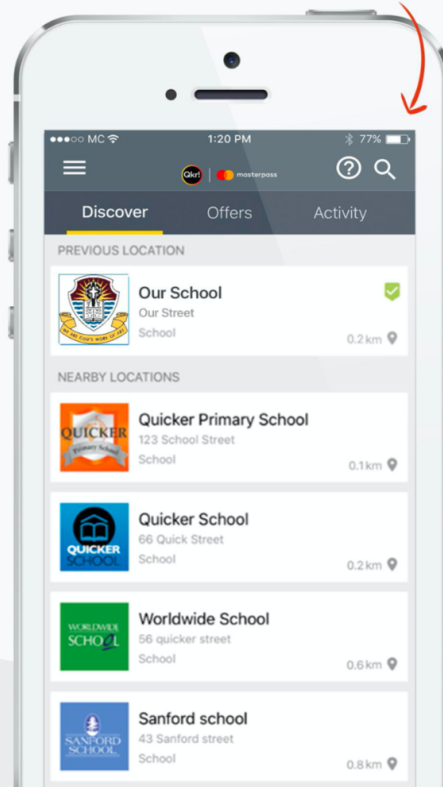 MC
1:20 PM
77%
Qkr!
masterpass
Discover
Offers
Activity
PREVIOUS LOCATION
Our School
Our Street
School
0.2 km
NEARBY LOCATIONS
QUICKER
Primary School
Quicker Primary School
123 School Street
School
0.1 km
QUICKER
SCHOOL
Quicker School
66 Quick Street
School
0.2 km
WORLDWIDE
SCHOOL
Worldwide School
56 quicker street
School
0.6 km
SANFORD
SCHOOL
Sanford school
43 Sanford street
School
0.8 km